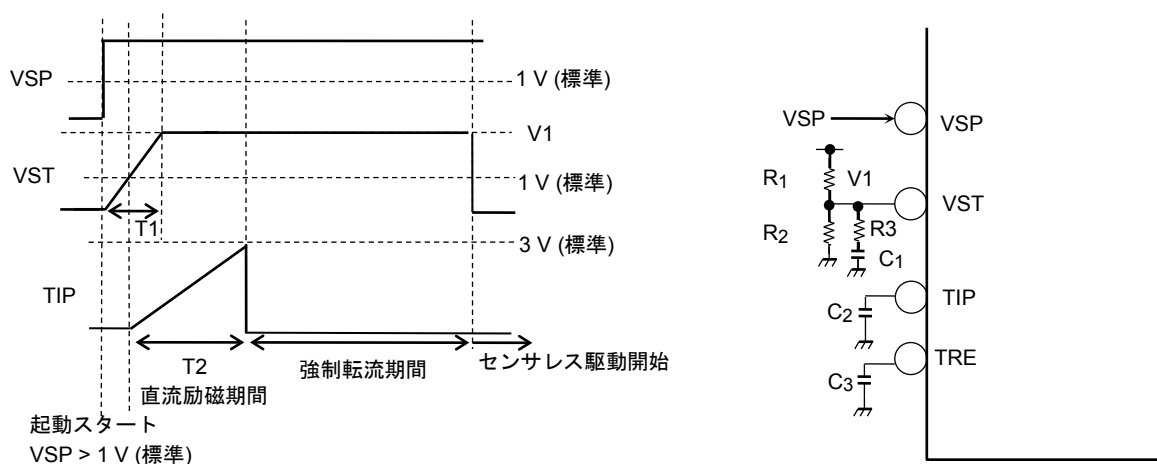 VSP
1 V (標準)
V1
VST
1 V (標準)
T1
3 V (標準)
TIP
T2
直流励磁期間
強制転流期間
センサレス駆動開始
起動スタート
VSP > 1 V (標準)
VSP
VSP
R1
V1
VST
R2
R3
C1
TIP
C2
TRE
C3